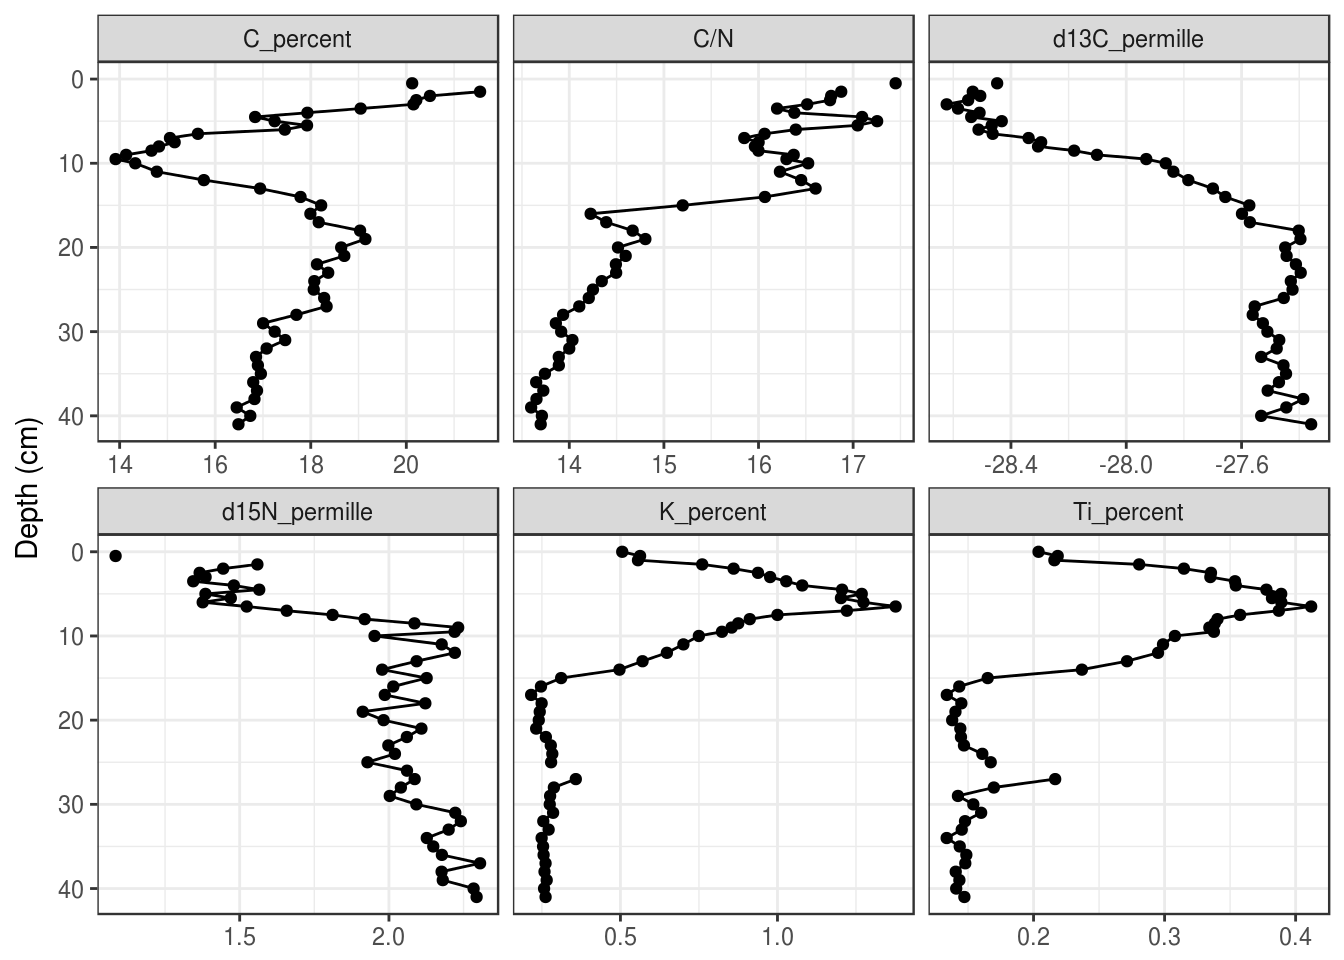 C_percent
C/N
d13C_permille
0
10
20
30
40
14 16 18 20
14 15 16 17
-28.4 -28.0 -27.6
Depth (cm)
d15N_permille
K_percent
Ti_percent
0
10
20
30
40
1.5 2.0
0.5 1.0
0.2 0.3 0.4